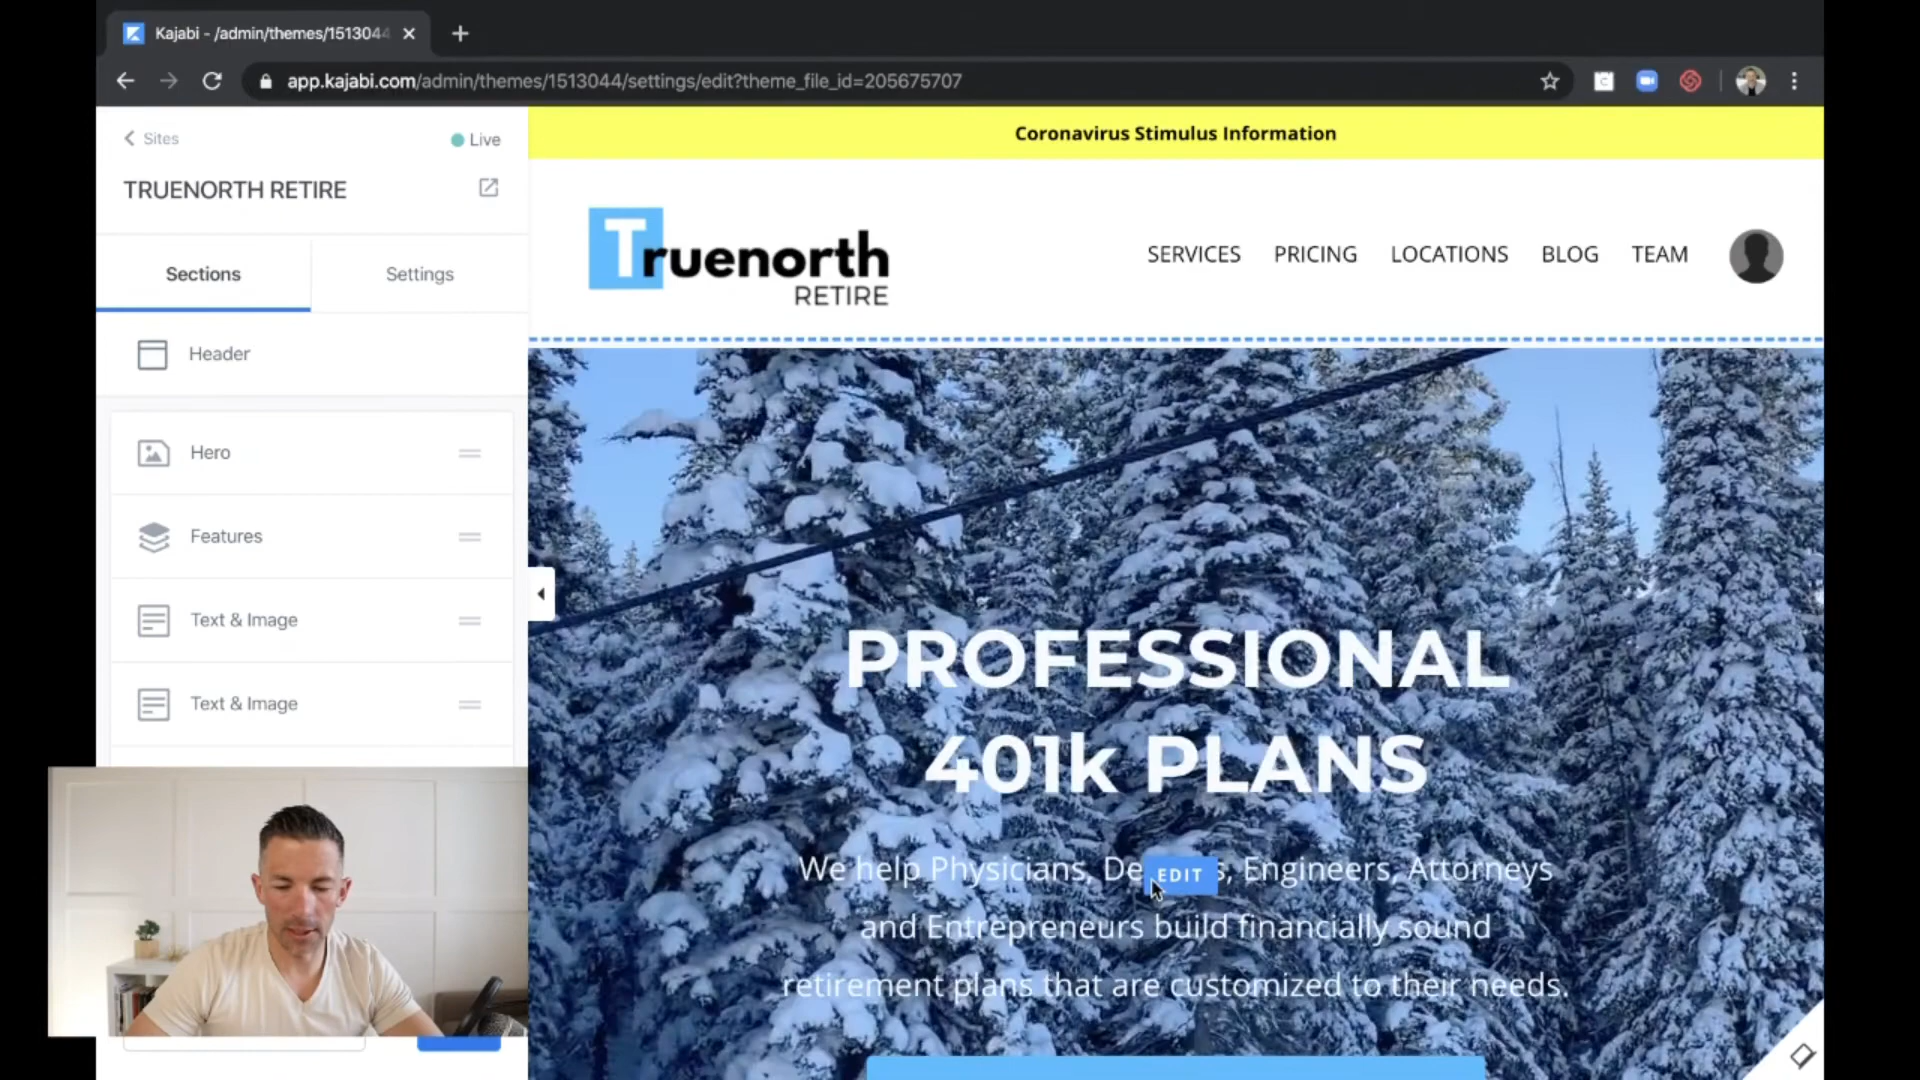 Kajabi - /admin/themes/1513044
app.kajabi.com/admin/themes/1513044/settings/edit?theme_file_id=205675707
Sites
Live
TRUENORTH RETIRE
Sections
Settings
Header
Hero
Features
Text & Image
Text & Image
Coronavirus Stimulus Information
Truenorth
RETIRE
SERVICES PRICING LOCATIONS BLOG TEAM
PROFESSIONAL
401k PLANS
We help Physicians, De EDIT s, Engineers, Attorneys
and Entrepreneurs build financially sound
retirement plans that are customized to their needs.